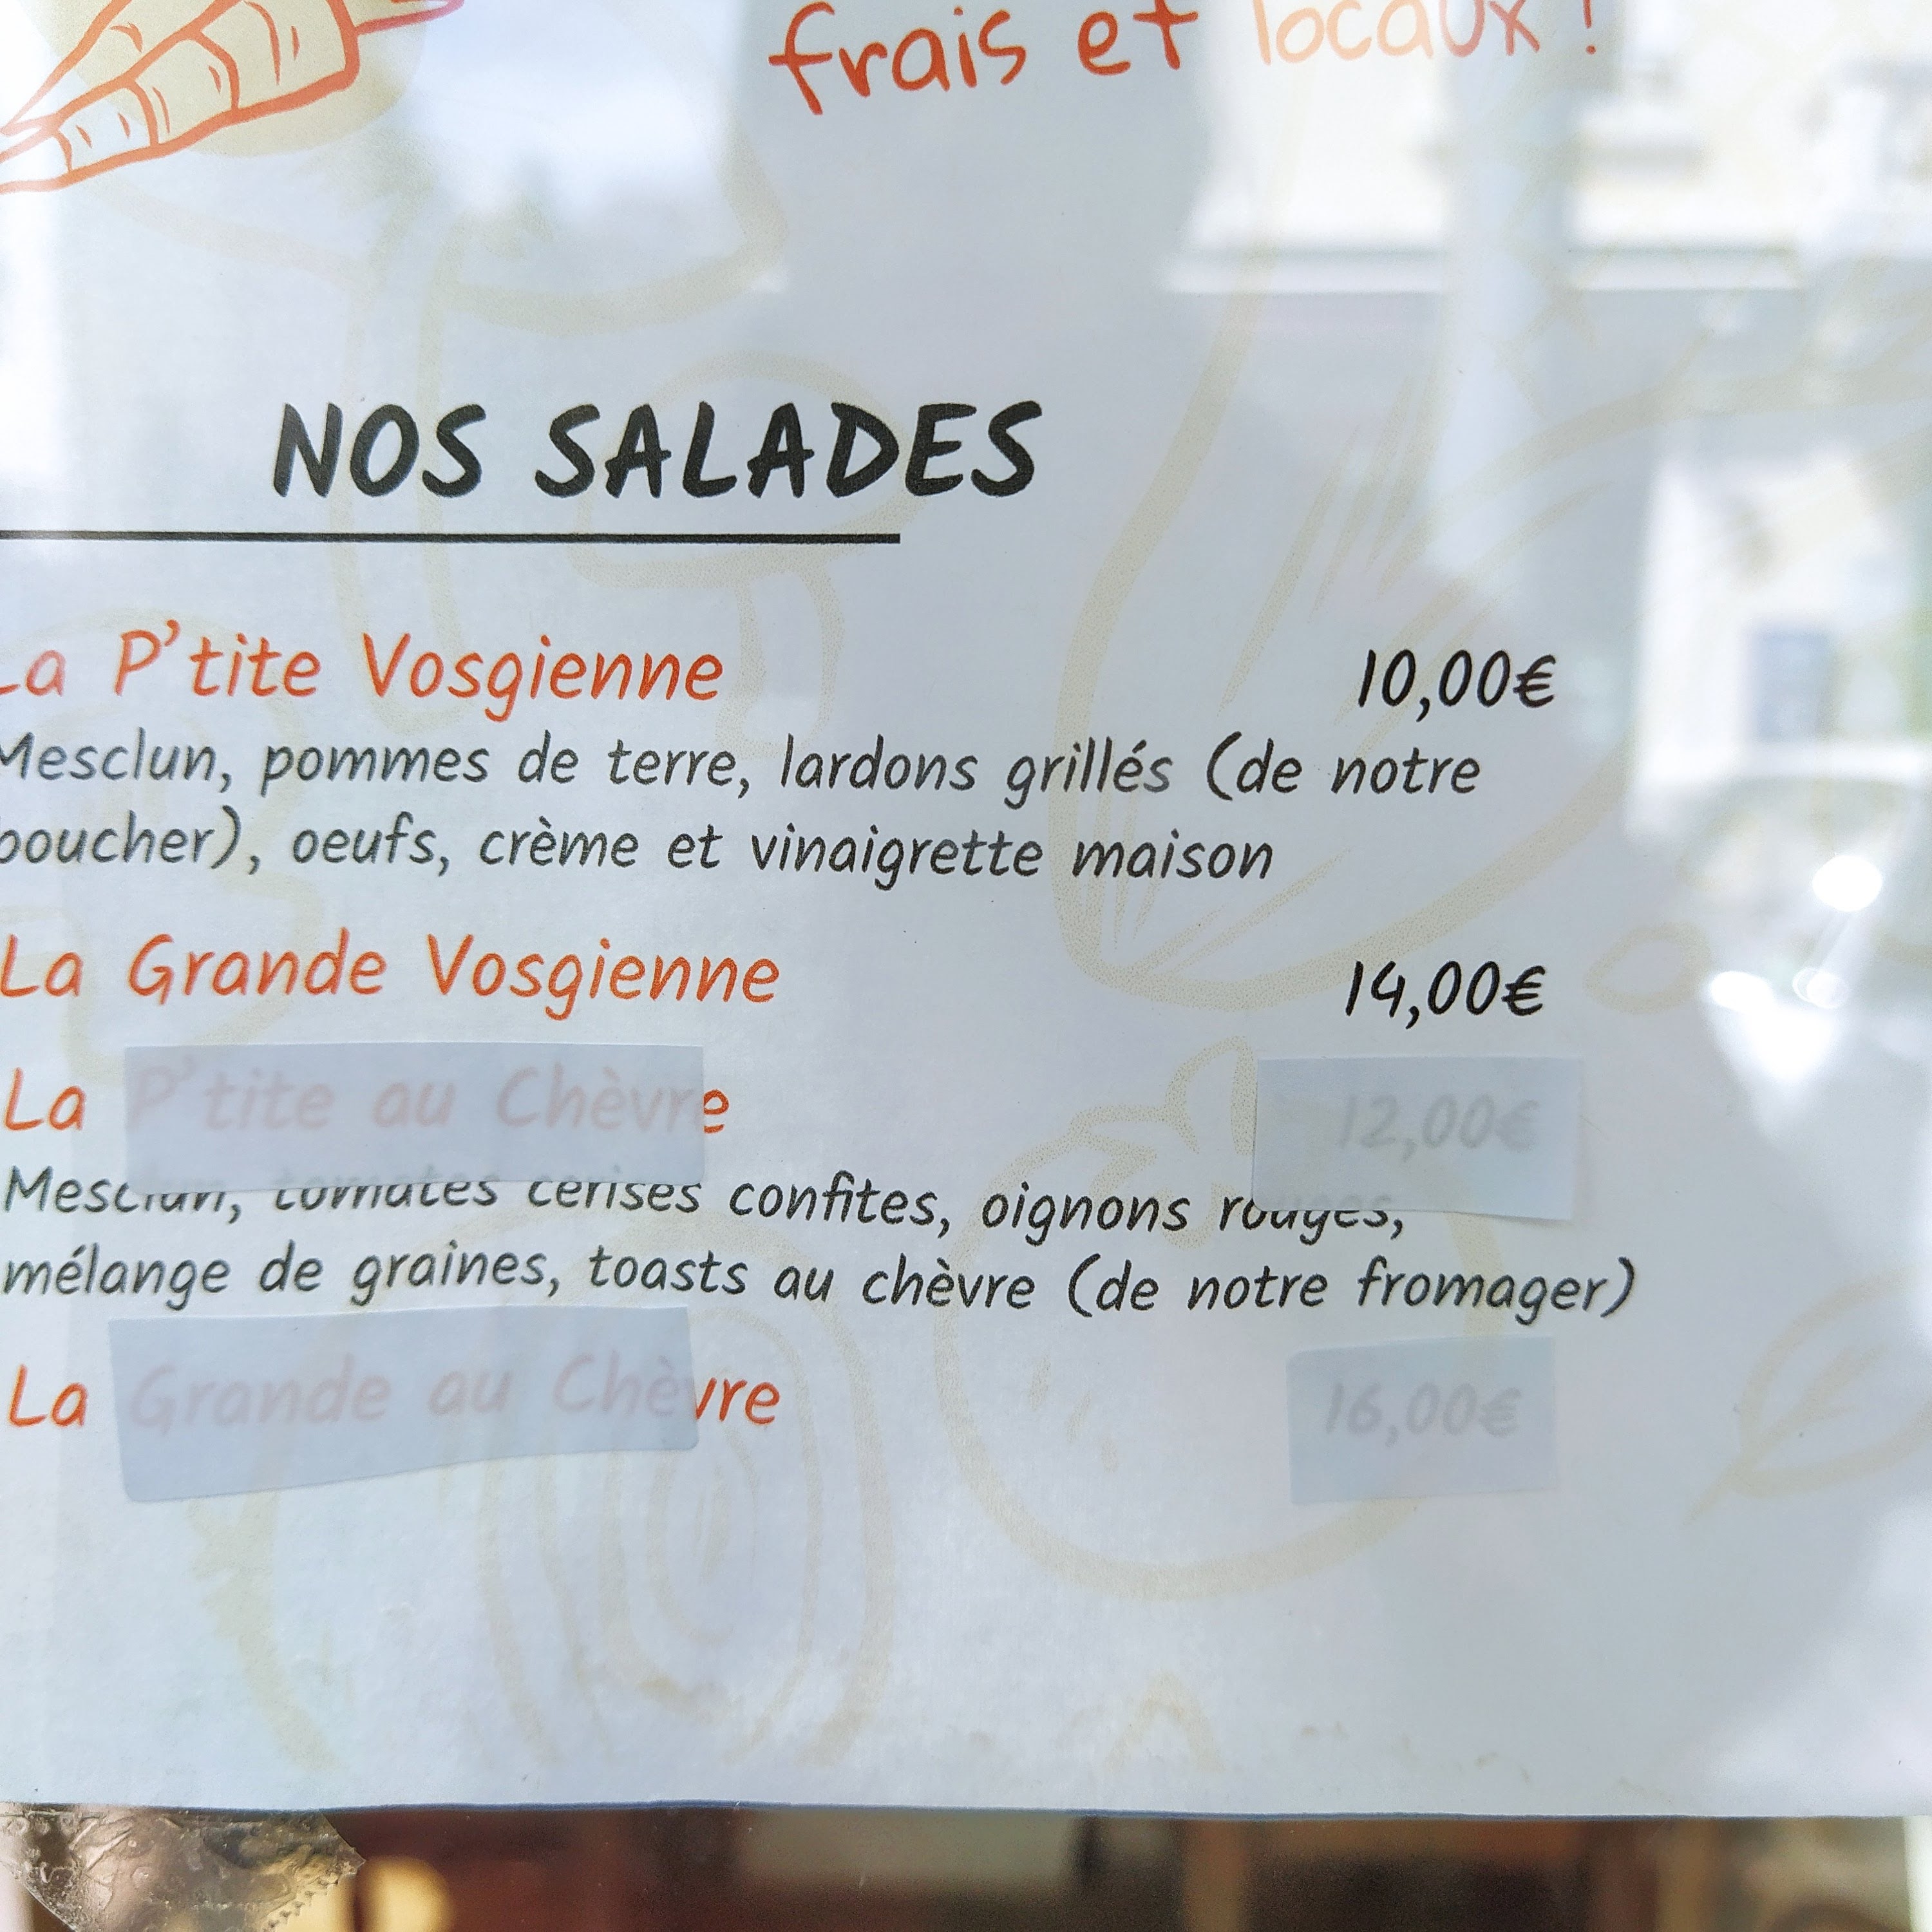 frais et locaux !
NOS SALADES
La P'tite Vosgienne 10,00€
Mesclun, pommes de terre, lardons grillés (de notre
boucher), oeufs, crème et vinaigrette maison
La Grande Vosgienne 14,00€
La P'tite au Chèvre 12,00€
Mesclun, tomates cerises confites, oignons rouges,
mélange de graines, toasts au chèvre (de notre fromager)
La Grande au Chèvre 16,00€